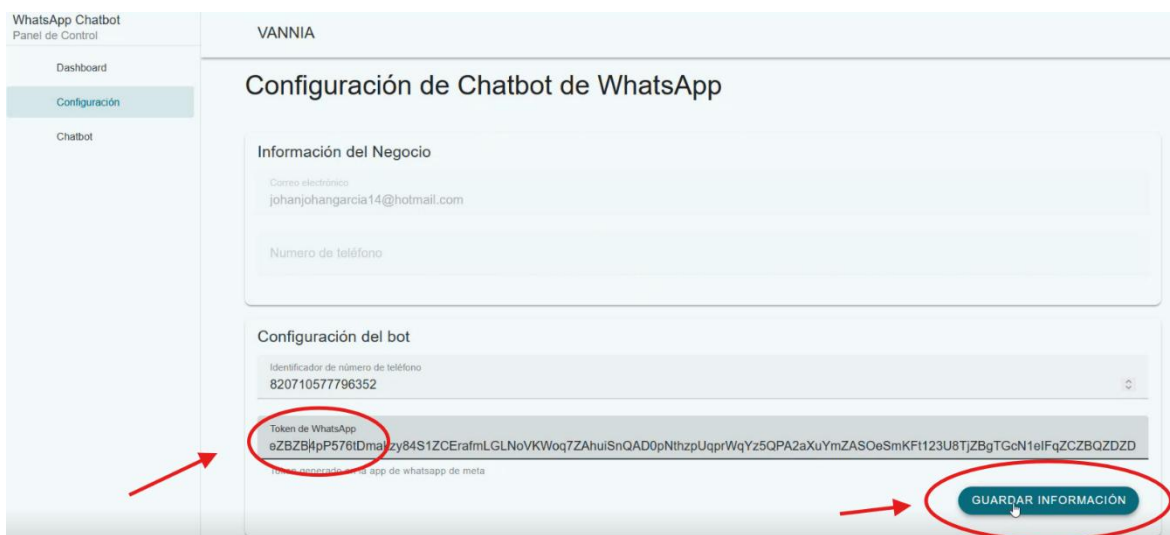 WhatsApp Chatbot
Panel de Control
Dashboard
Configuración
Chatbot
VANNIA
Configuración de Chatbot de WhatsApp
Información del Negocio
Correo electrónico
johanjohangarcia14@hotmail.com
Numero de teléfono
Configuración del bot
Identificador de número de teléfono
820710577796352
Token de WhatsApp
Token generado en la app de whatsapp de meta
GUARDAR INFORMACIÓN